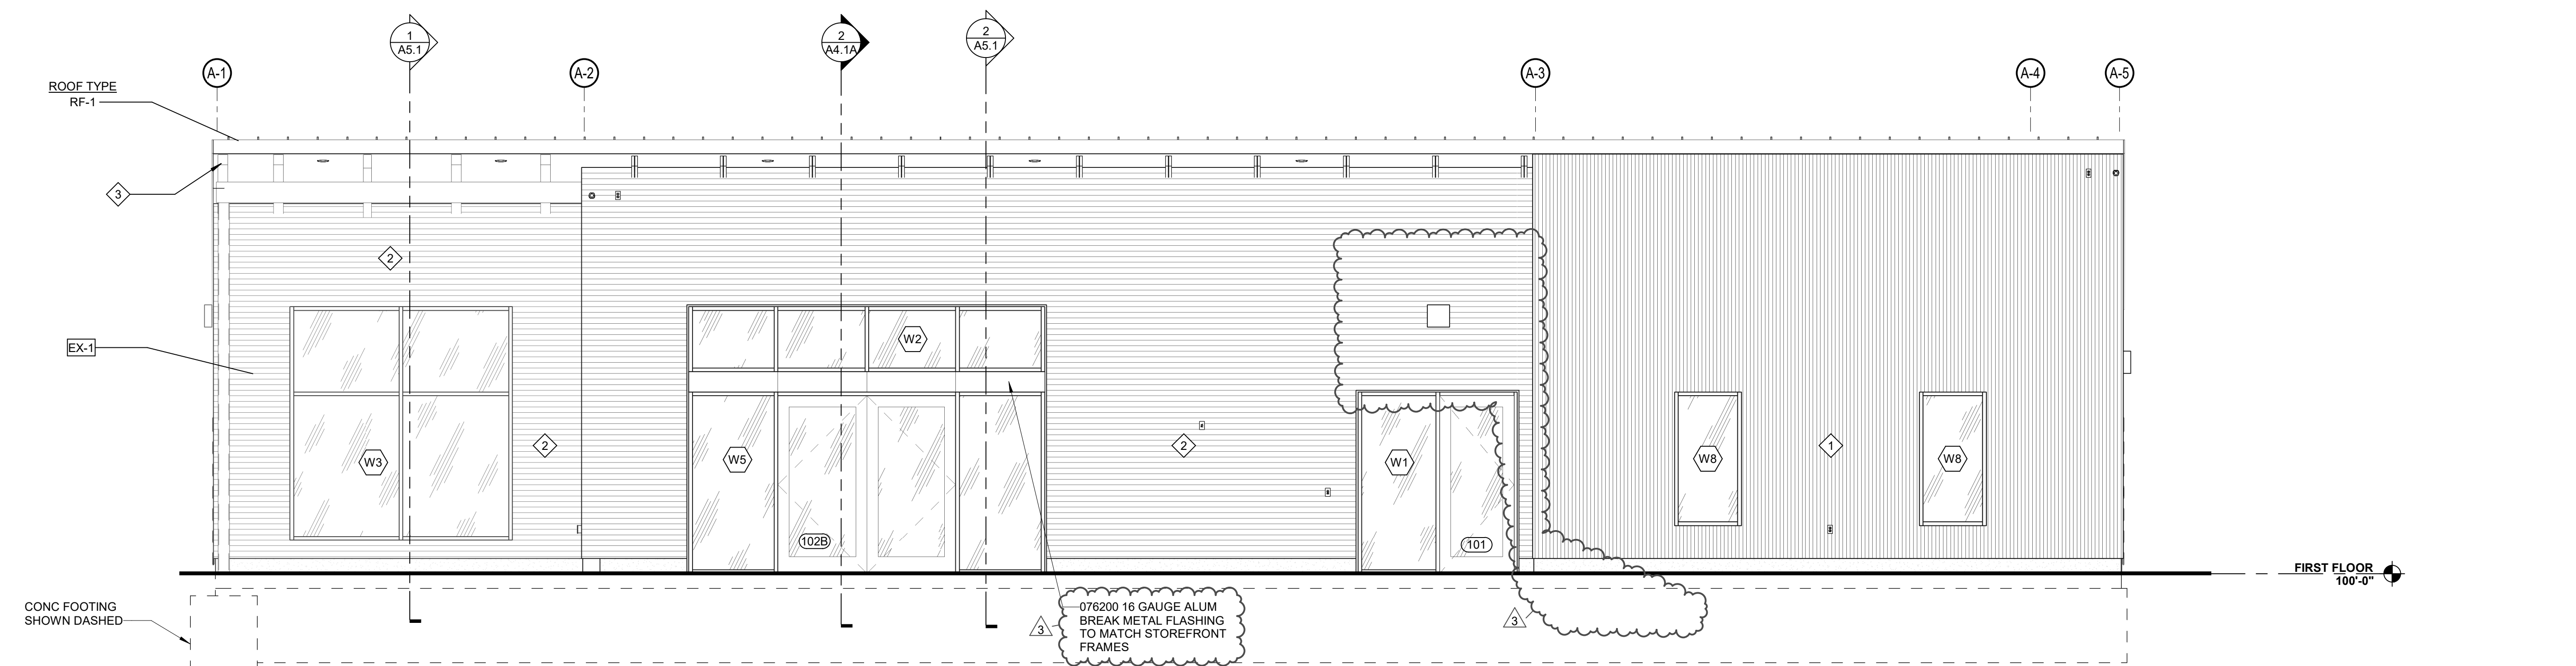 1
A5.1
2
A4.1A
2
A5.1
A-1
A-2
A-3
A-4
A-5
ROOF TYPE
RF-1
3
2
EX-1
W2
W3
2
W5
2
W1
W8
1
W8
102B
101
FIRST FLOOR
100'-0"
CONC FOOTING
SHOWN DASHED
076200 16 GAUGE ALUM
BREAK METAL FLASHING
TO MATCH STOREFRONT
FRAMES
3
3